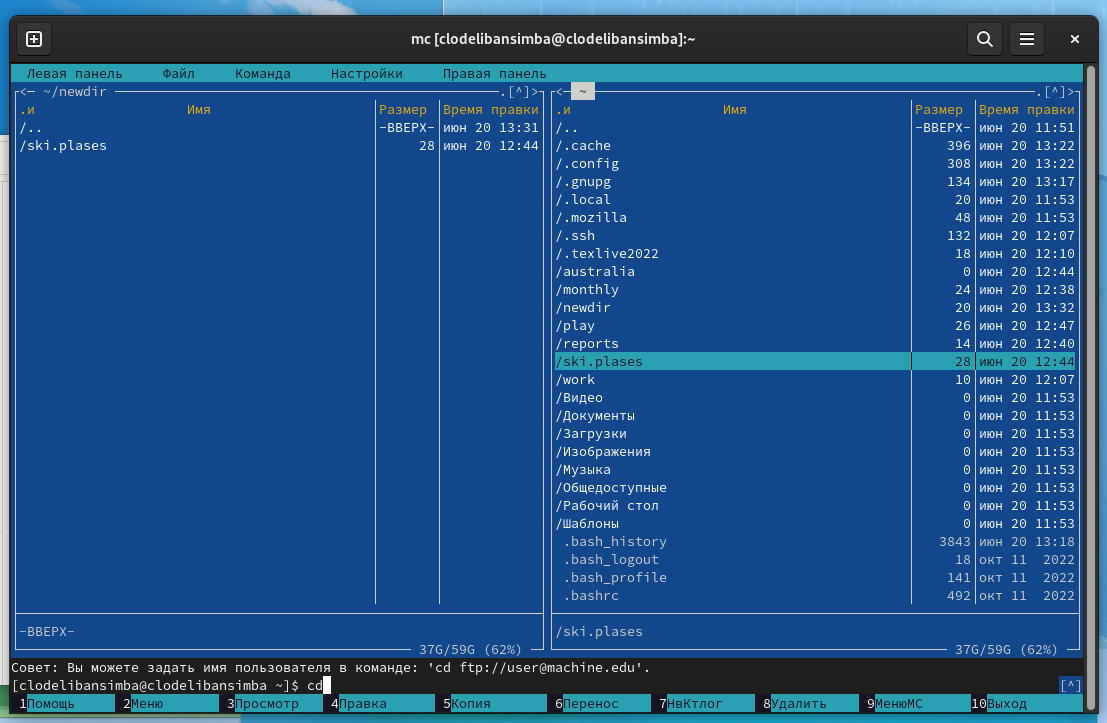 mc [clodelibansimba@clodelibansimba]:~
Левая панель Файл Команда Настройки Правая панель
<─ ~/newdir .[^]>
.и Имя Размер Время правки
/.. -ВВЕРХ- июн 20 13:31
/ski.plases 28 июн 20 12:44
-ВВЕРХ-
37G/59G (62%)
<─ ~ .[^]>
.и Имя Размер Время правки
/.. -ВВЕРХ- июн 20 11:51
/.cache 396 июн 20 13:22
/.config 308 июн 20 13:22
/.gnupg 134 июн 20 13:17
/.local 20 июн 20 11:53
/.mozilla 48 июн 20 11:53
/.ssh 132 июн 20 12:07
/.texlive2022 18 июн 20 12:10
/australia 0 июн 20 12:44
/monthly 24 июн 20 12:38
/newdir 20 июн 20 13:32
/play 26 июн 20 12:47
/reports 14 июн 20 12:40
/ski.plases 28 июн 20 12:44
/work 10 июн 20 12:07
/Видео 0 июн 20 11:53
/Документы 0 июн 20 11:53
/Загрузки 0 июн 20 11:53
/Изображения 0 июн 20 11:53
/Музыка 0 июн 20 11:53
/Общедоступные 0 июн 20 11:53
/Рабочий стол 0 июн 20 11:53
/Шаблоны 0 июн 20 11:53
.bash_history 3843 июн 20 13:18
.bash_logout 18 окт 11 2022
.bash_profile 141 окт 11 2022
.bashrc 492 окт 11 2022
/ski.plases
37G/59G (62%)
Совет: Вы можете задать имя пользователя в команде: 'cd ftp://user@machine.edu'.
[clodelibansimba@clodelibansimba ~]$ cd [^]
1Помощь 2Меню 3Просмотр 4Правка 5Копия 6Перенос 7НвКтлог 8Удалить 9МенюМС 10Выход